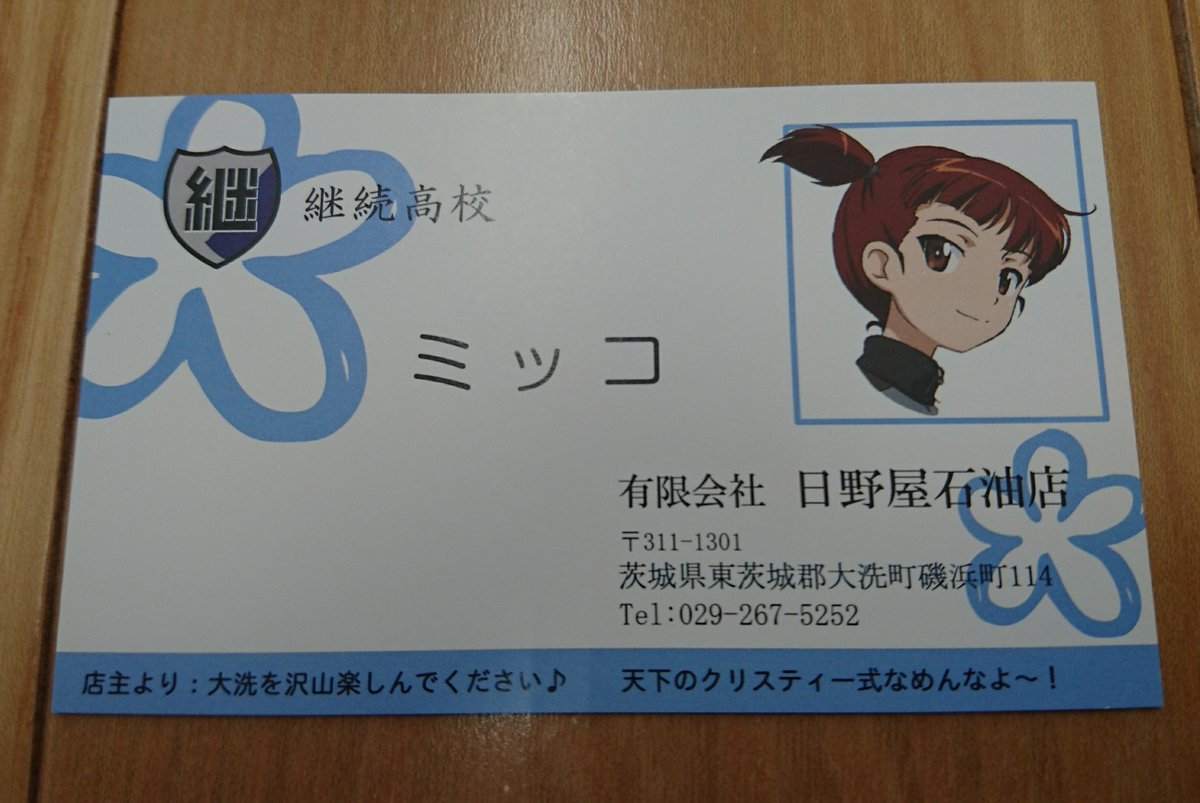 継
継続高校
ミッコ
有限会社 日野屋石油店
〒311-1301
茨城県東茨城郡大洗町磯浜町114
Tel:029-267-5252
店主より:大洗を沢山楽しんでください♪ 天下のクリスティー式なめんなよ〜!